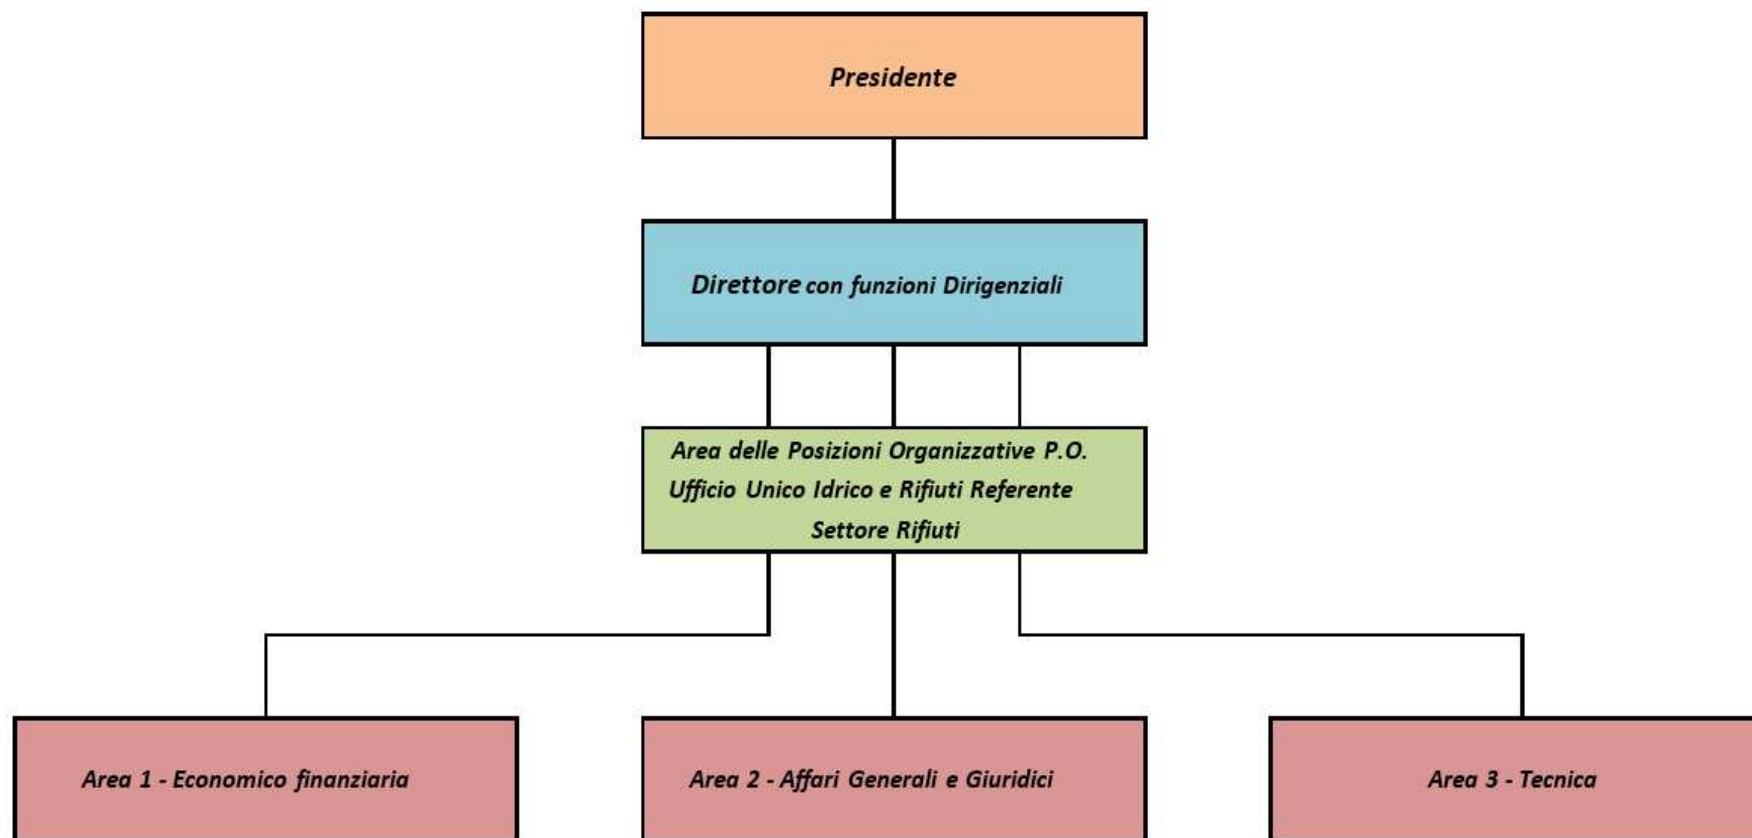 Presidente
Direttore con funzioni Dirigenziali
Area delle Posizioni Organizzative P.O.
Ufficio Unico Idrico e Rifiuti Referente
Settore Rifiuti
Area 1 - Economico finanziaria
Area 2 - Affari Generali e Giuridici
Area 3 - Tecnica